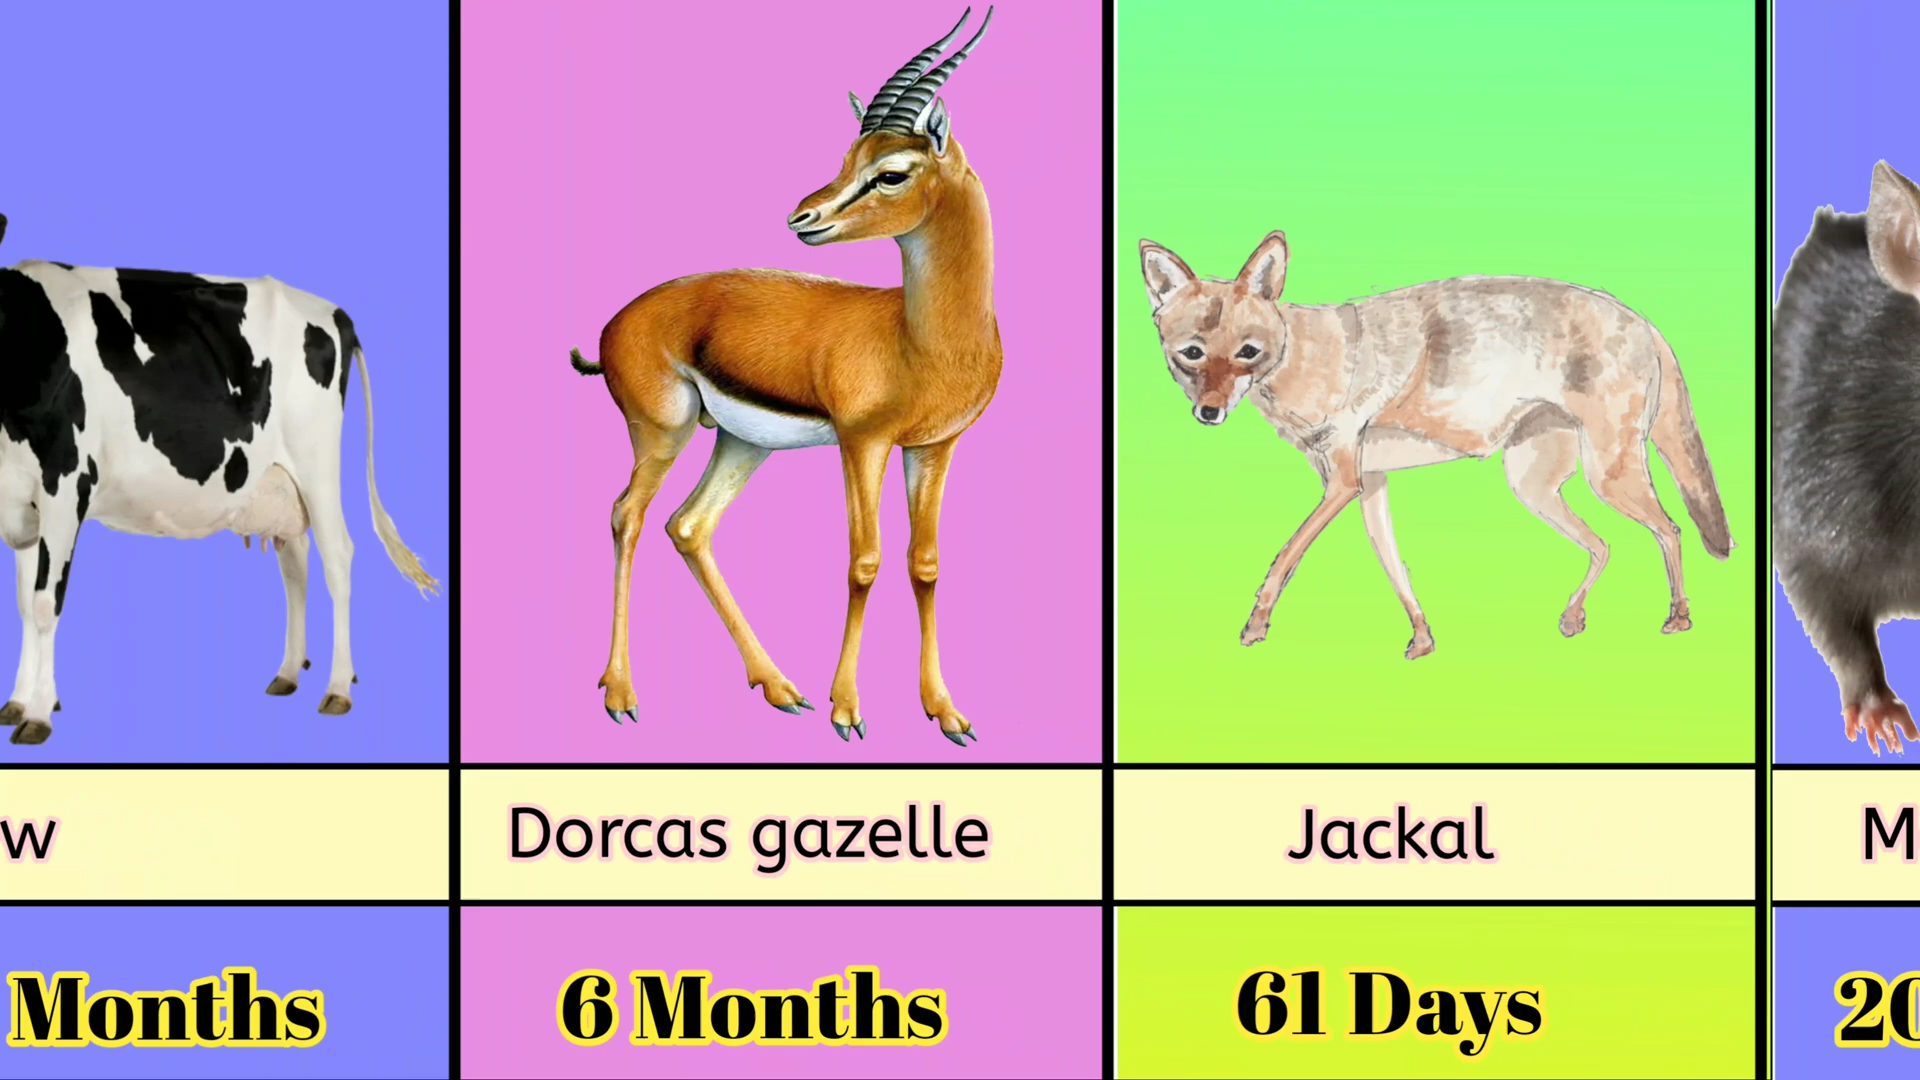 w
Dorcas gazelle
Jackal
M
Months
6 Months
61 Days
20